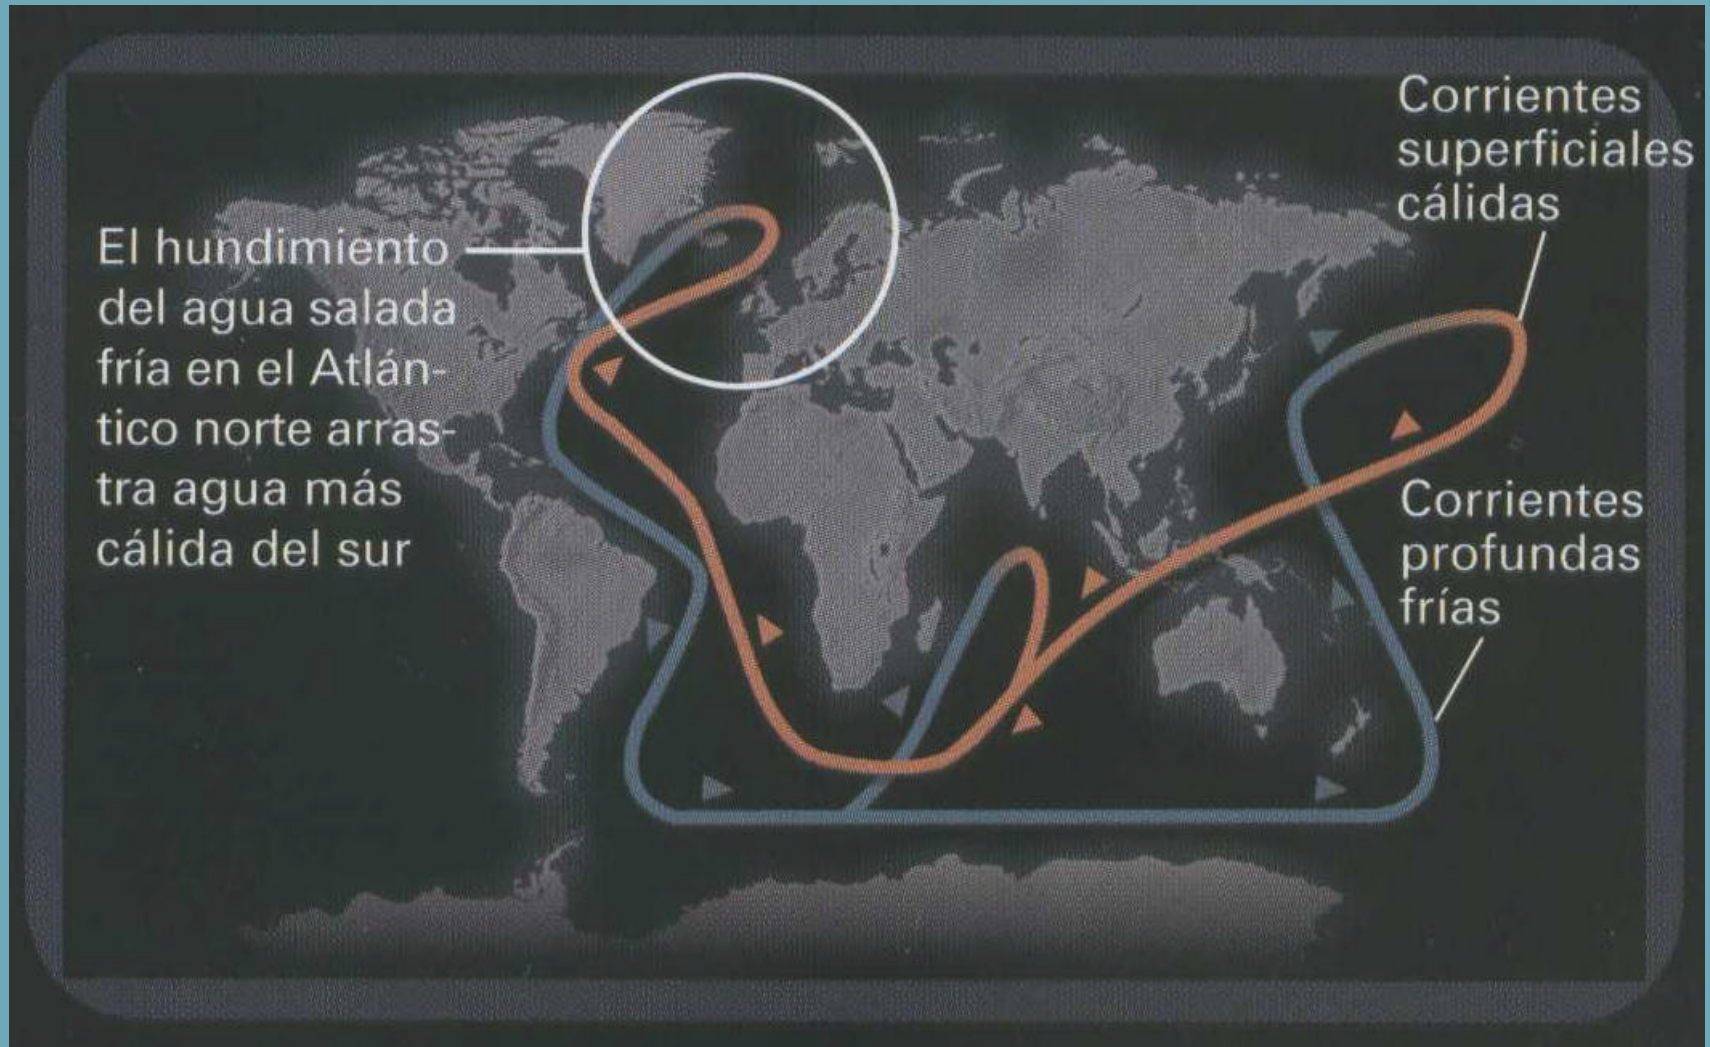 El hundimiento
del agua salada
fría en el Atlán-
tico norte arras-
tra agua más
cálida del sur
Corrientes
superficiales
cálidas
Corrientes
profundas
frías